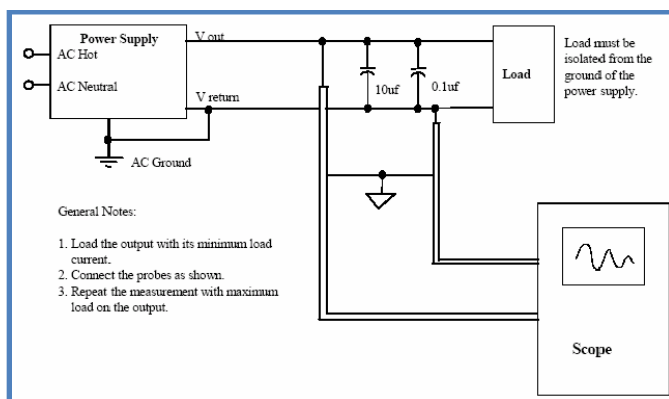 Power Supply
AC Hot
AC Neutral
V out
V return
AC Ground
10uf
0.1uf
Load
Load must be
isolated from the
ground of the
power supply.
General Notes:
1. Load the output with its minimum load
current.
2. Connect the probes as shown.
3. Repeat the measurement with maximum
load on the output.
Scope